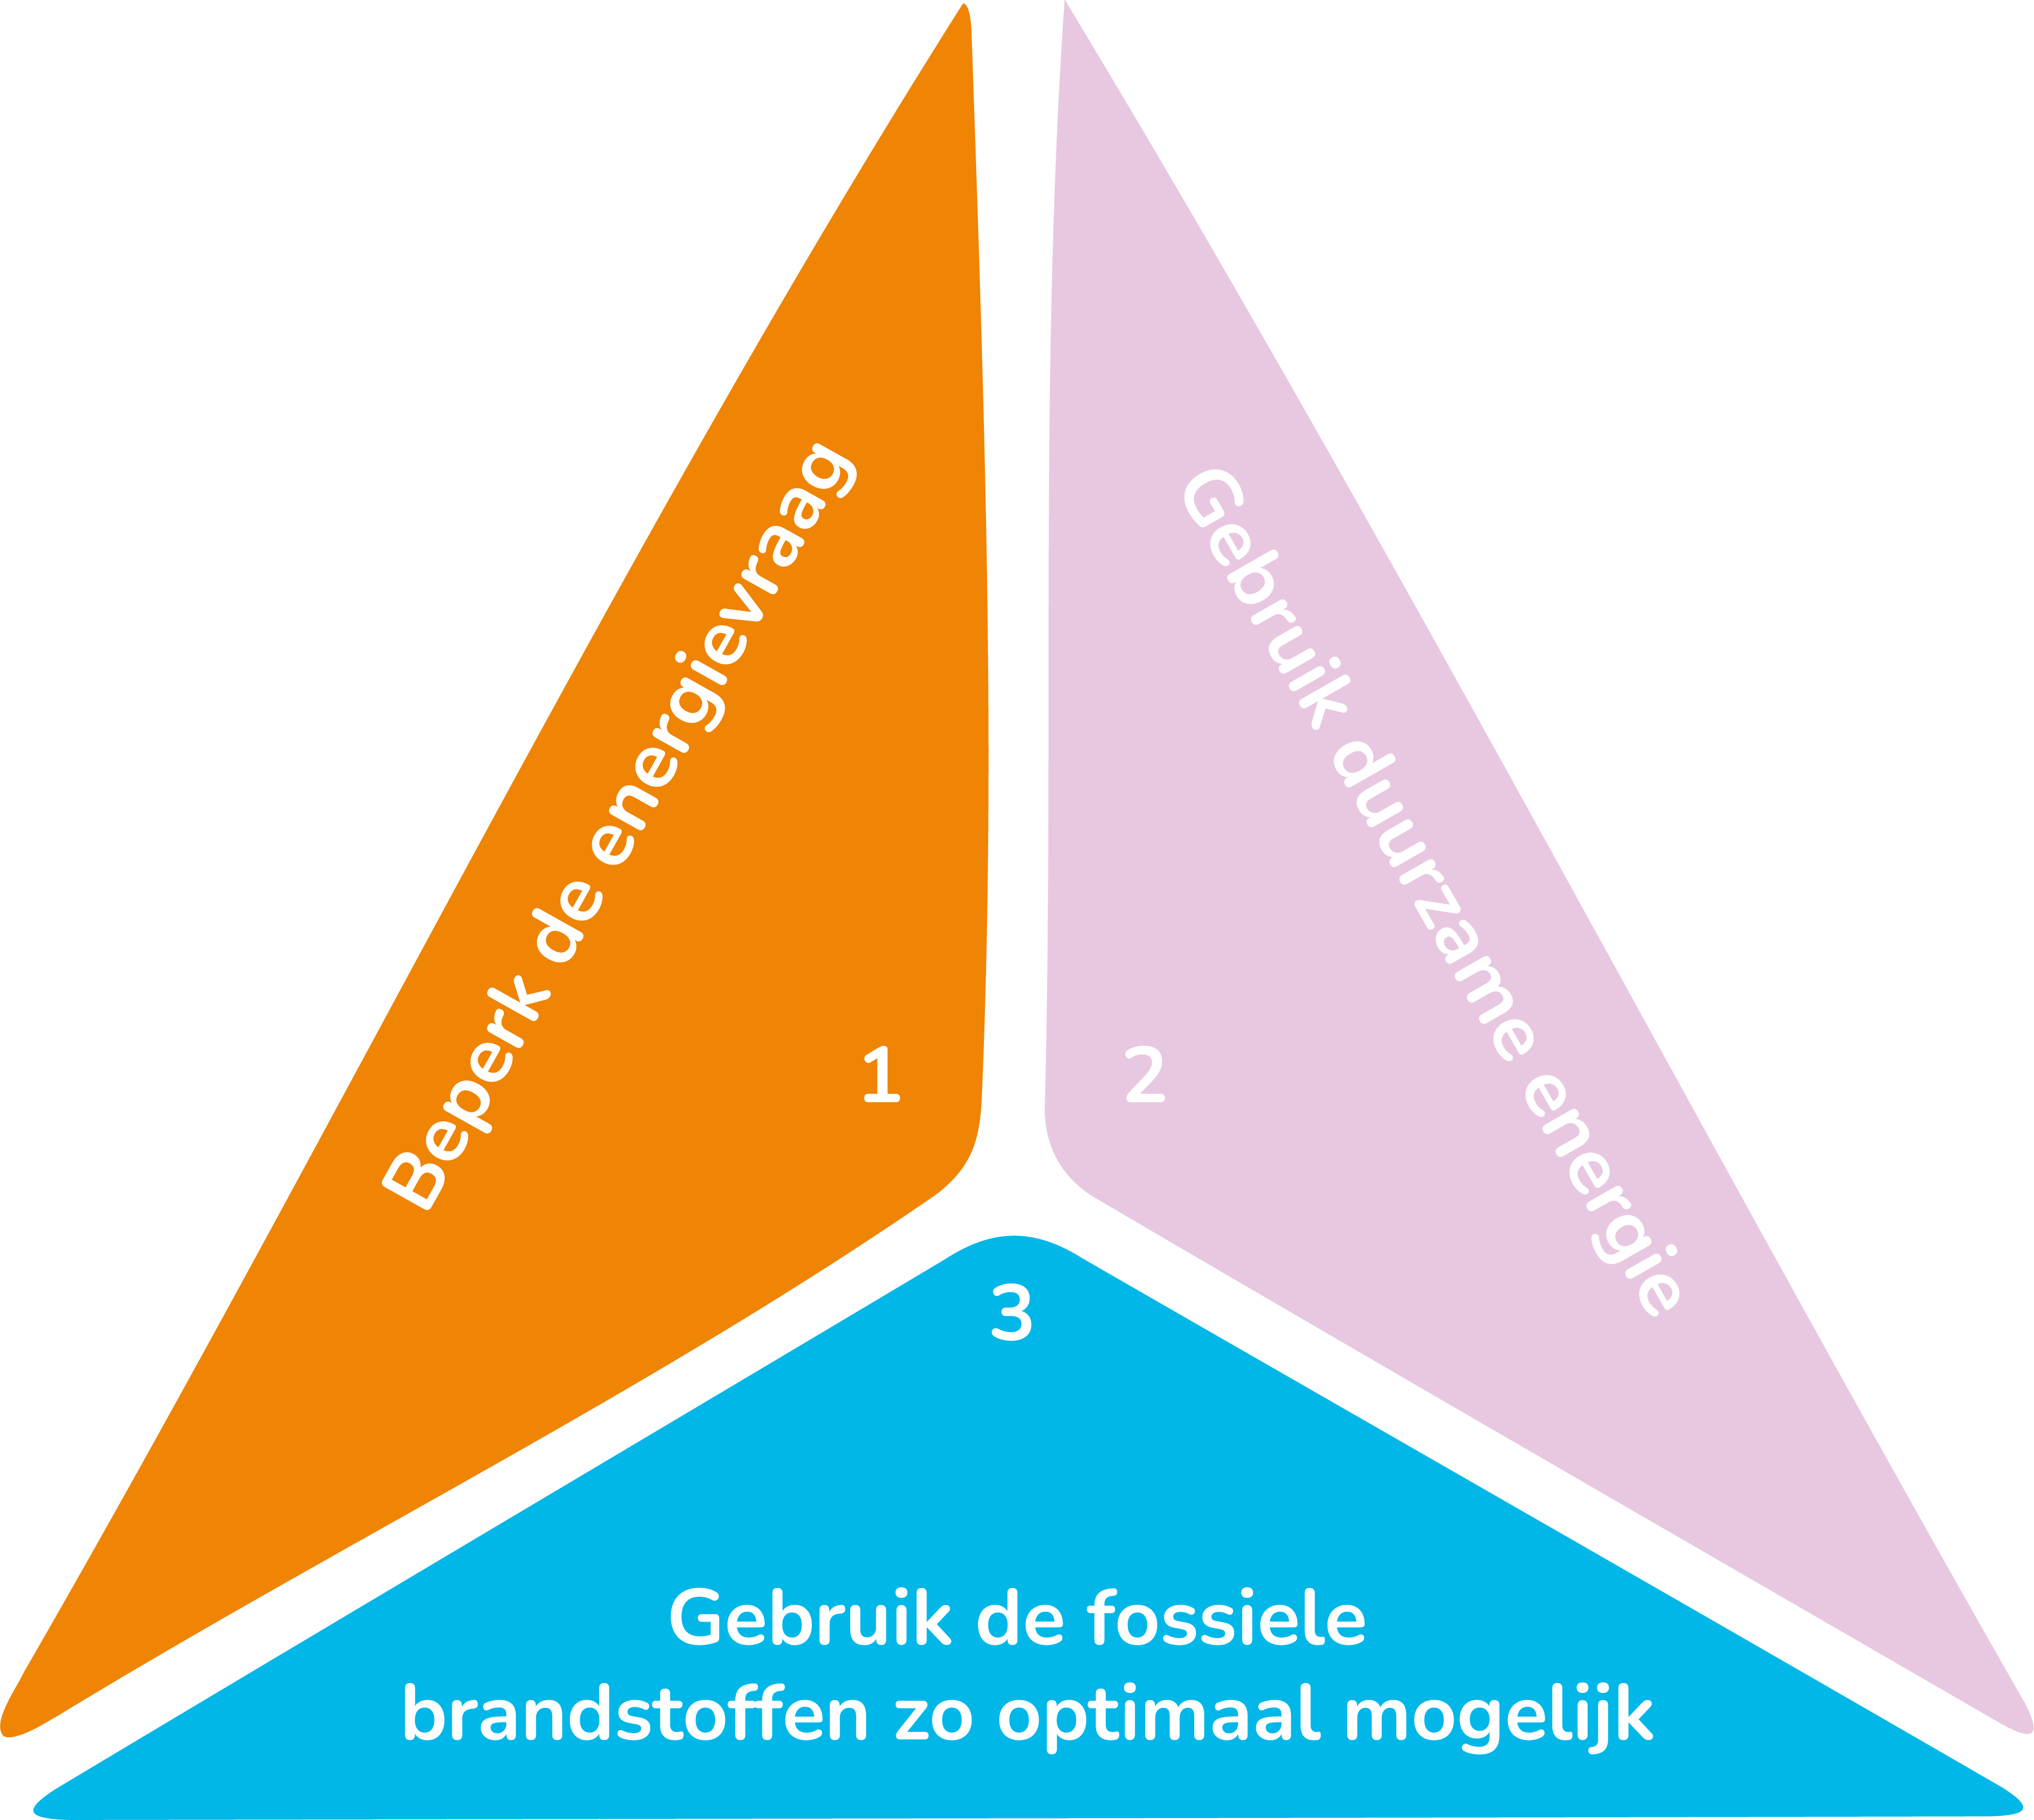 Beperk de energievraag
1
Gebruik duurzame energie
2
3
Gebruik de fossiele
brandstoffen zo optimaal mogelijk